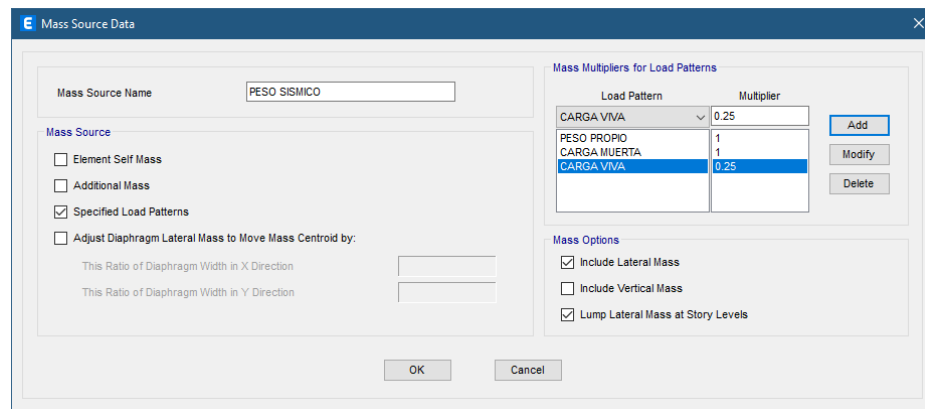 E Mass Source Data
Mass Source Name PESO SISMICO
Mass Source
Element Self Mass
Additional Mass
Specified Load Patterns
Adjust Diaphragm Lateral Mass to Move Mass Centroid by:
This Ratio of Diaphragm Width in X Direction
This Ratio of Diaphragm Width in Y Direction
Mass Multipliers for Load Patterns
Load Pattern Multiplier
CARGA VIVA 0.25
PESO PROPIO 1
CARGA MUERTA 1
CARGA VIVA 0.25
Add
Modify
Delete
Mass Options
Include Lateral Mass
Include Vertical Mass
Lump Lateral Mass at Story Levels
OK Cancel